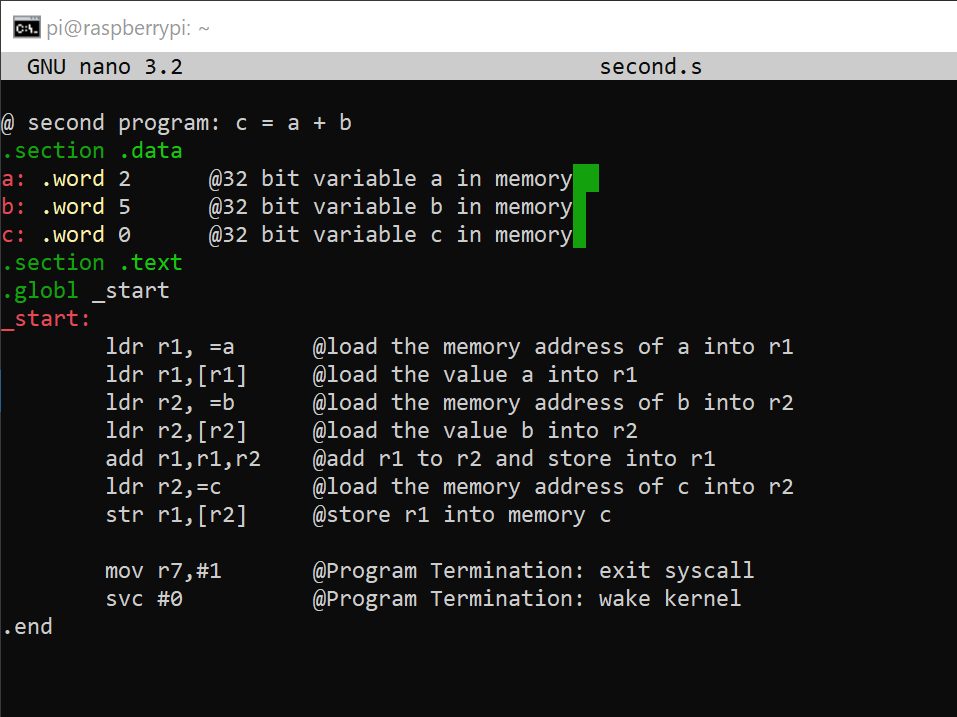 C:\.
pi@raspberrypi: ~
GNU nano 3.2 second.s
@ second program: c = a + b
.section .data
a: .word 2 @32 bit variable a in memory
b: .word 5 @32 bit variable b in memory
c: .word 0 @32 bit variable c in memory
.section .text
.globl _start
_start:
ldr r1, =a @load the memory address of a into r1
ldr r1,[r1] @load the value a into r1
ldr r2, =b @load the memory address of b into r2
ldr r2,[r2] @load the value b into r2
add r1,r1,r2 @add r1 to r2 and store into r1
ldr r2,=c @load the memory address of c into r2
str r1,[r2] @store r1 into memory c
mov r7,#1 @Program Termination: exit syscall
svc #0 @Program Termination: wake kernel
.end